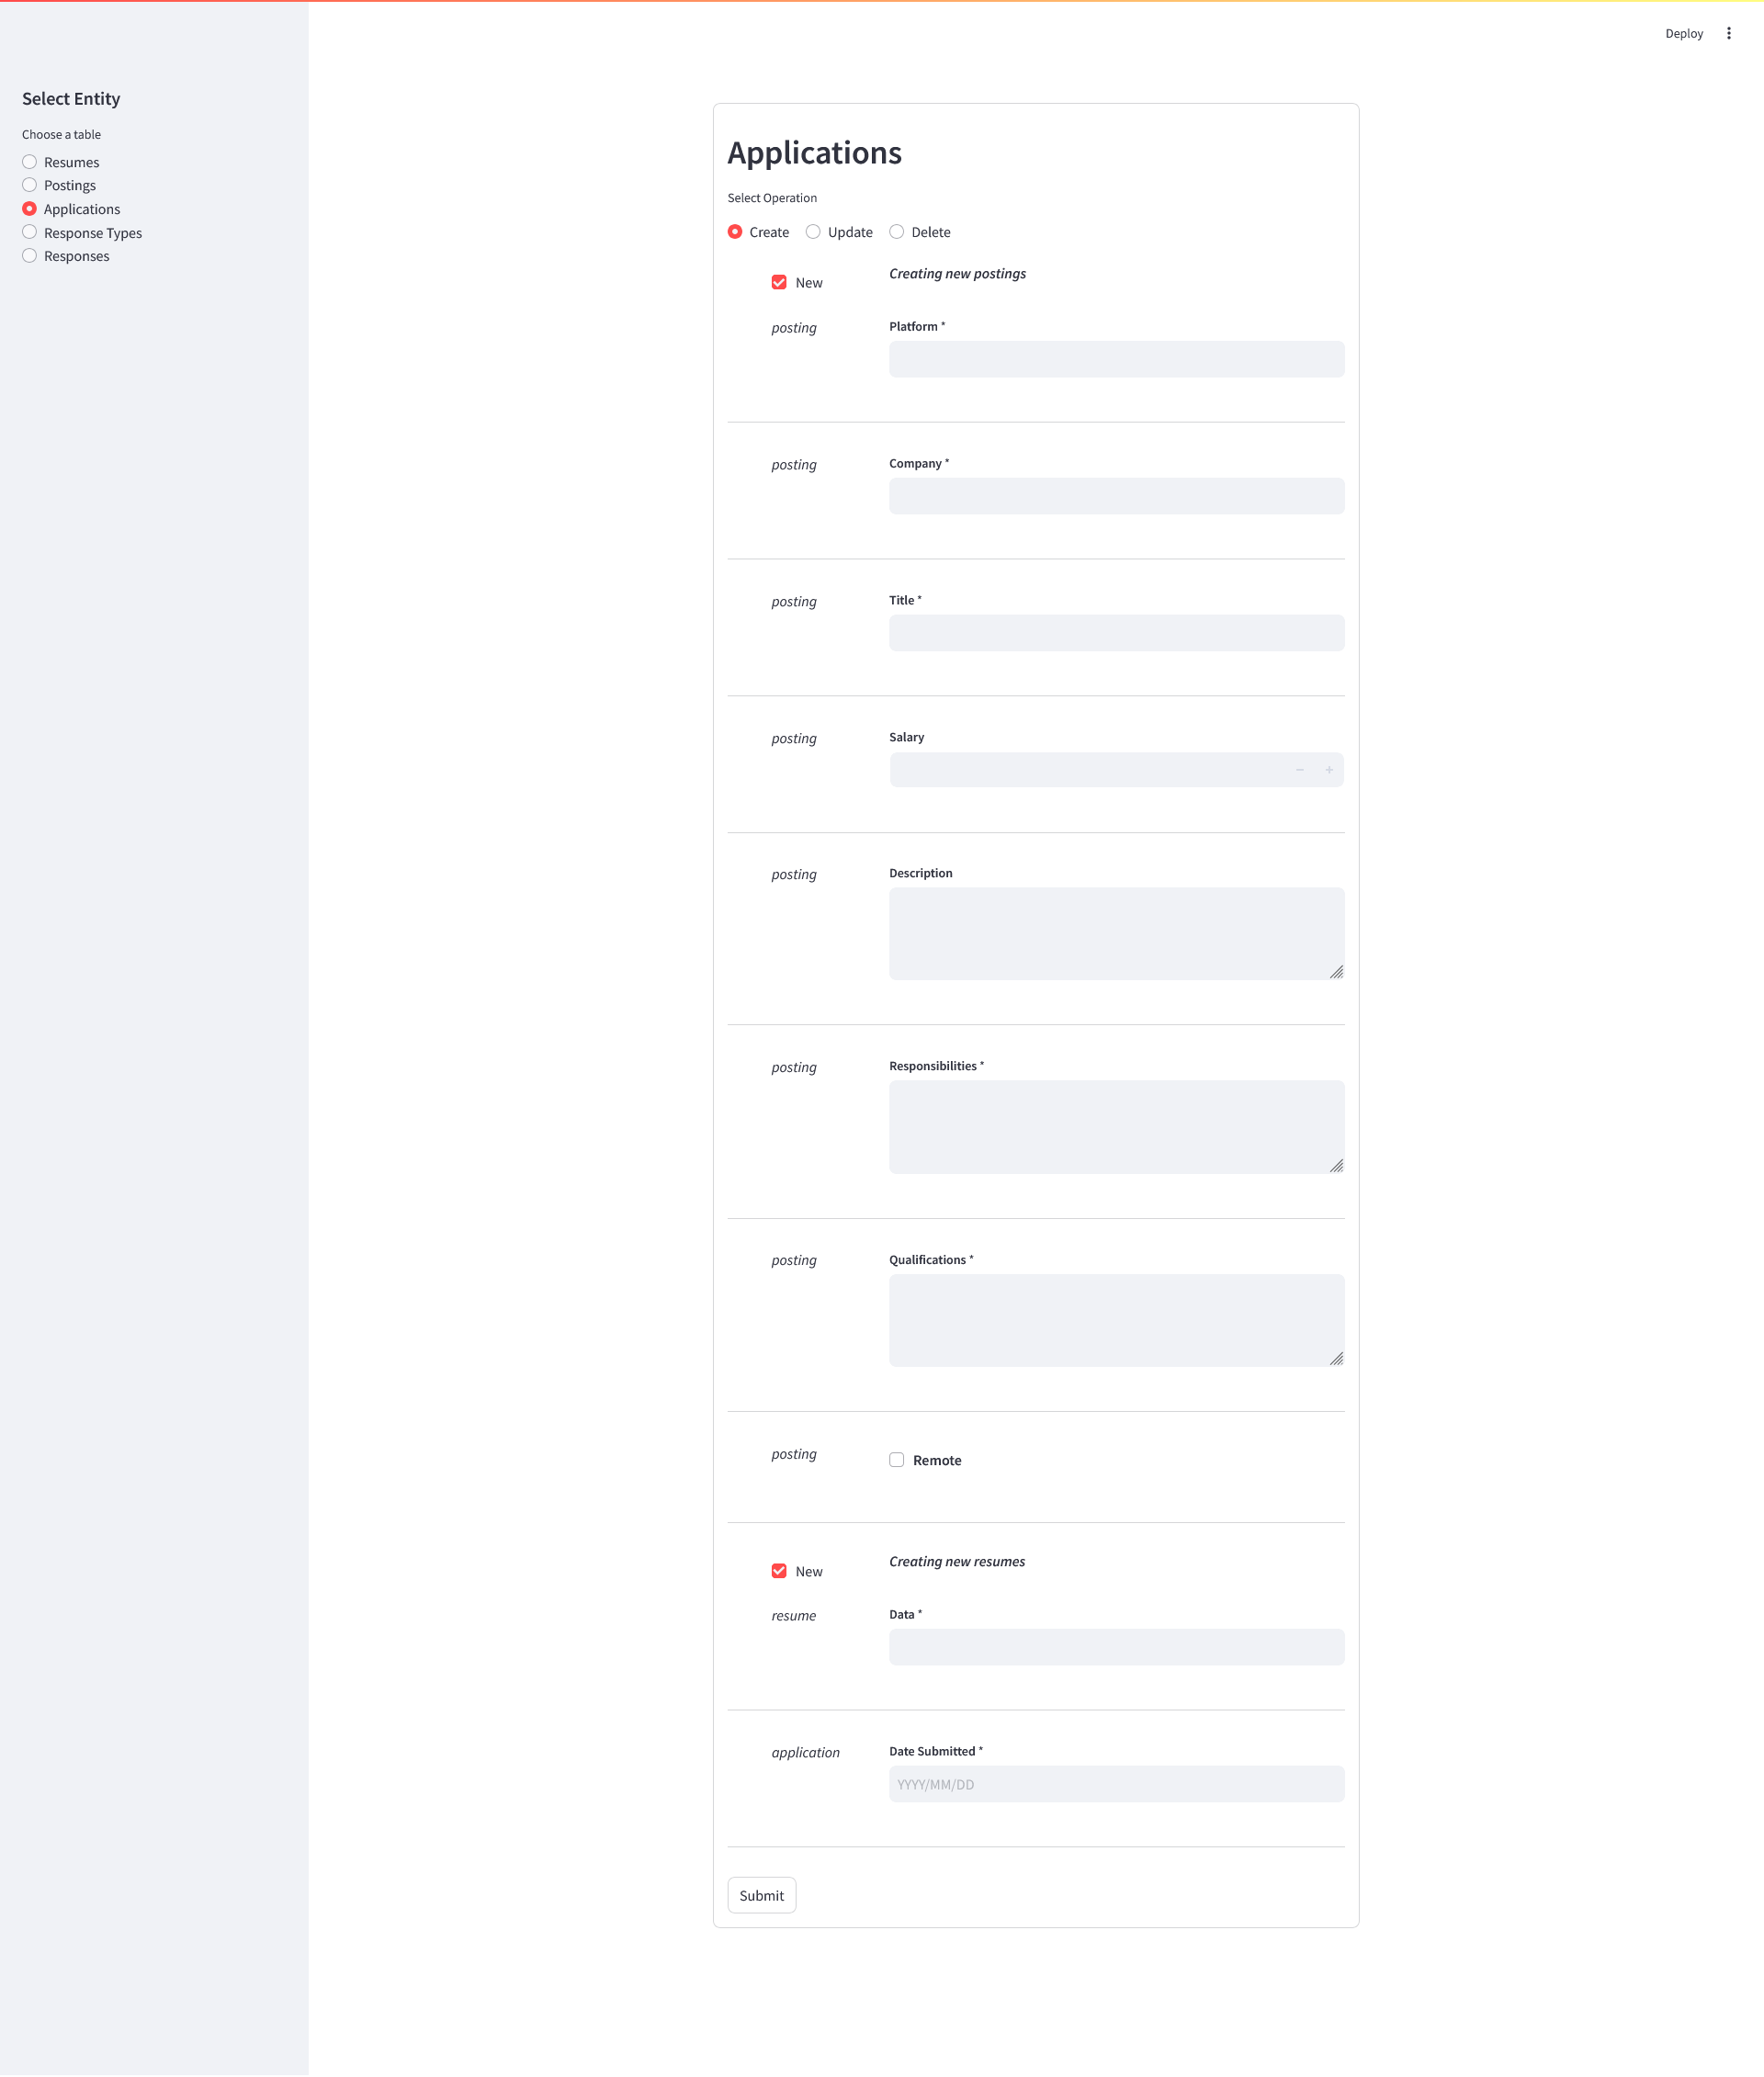 Deploy
Select Entity
Choose a table
Resumes
Postings
Applications
Response Types
Responses
Applications
Select Operation
Create Update Delete
New Creating new postings
posting Platform *
posting Company *
posting Title *
posting Salary
posting Description
posting Responsibilities *
posting Qualifications *
posting Remote
New Creating new resumes
resume Data *
application Date Submitted *
YYYY/MM/DD
Submit